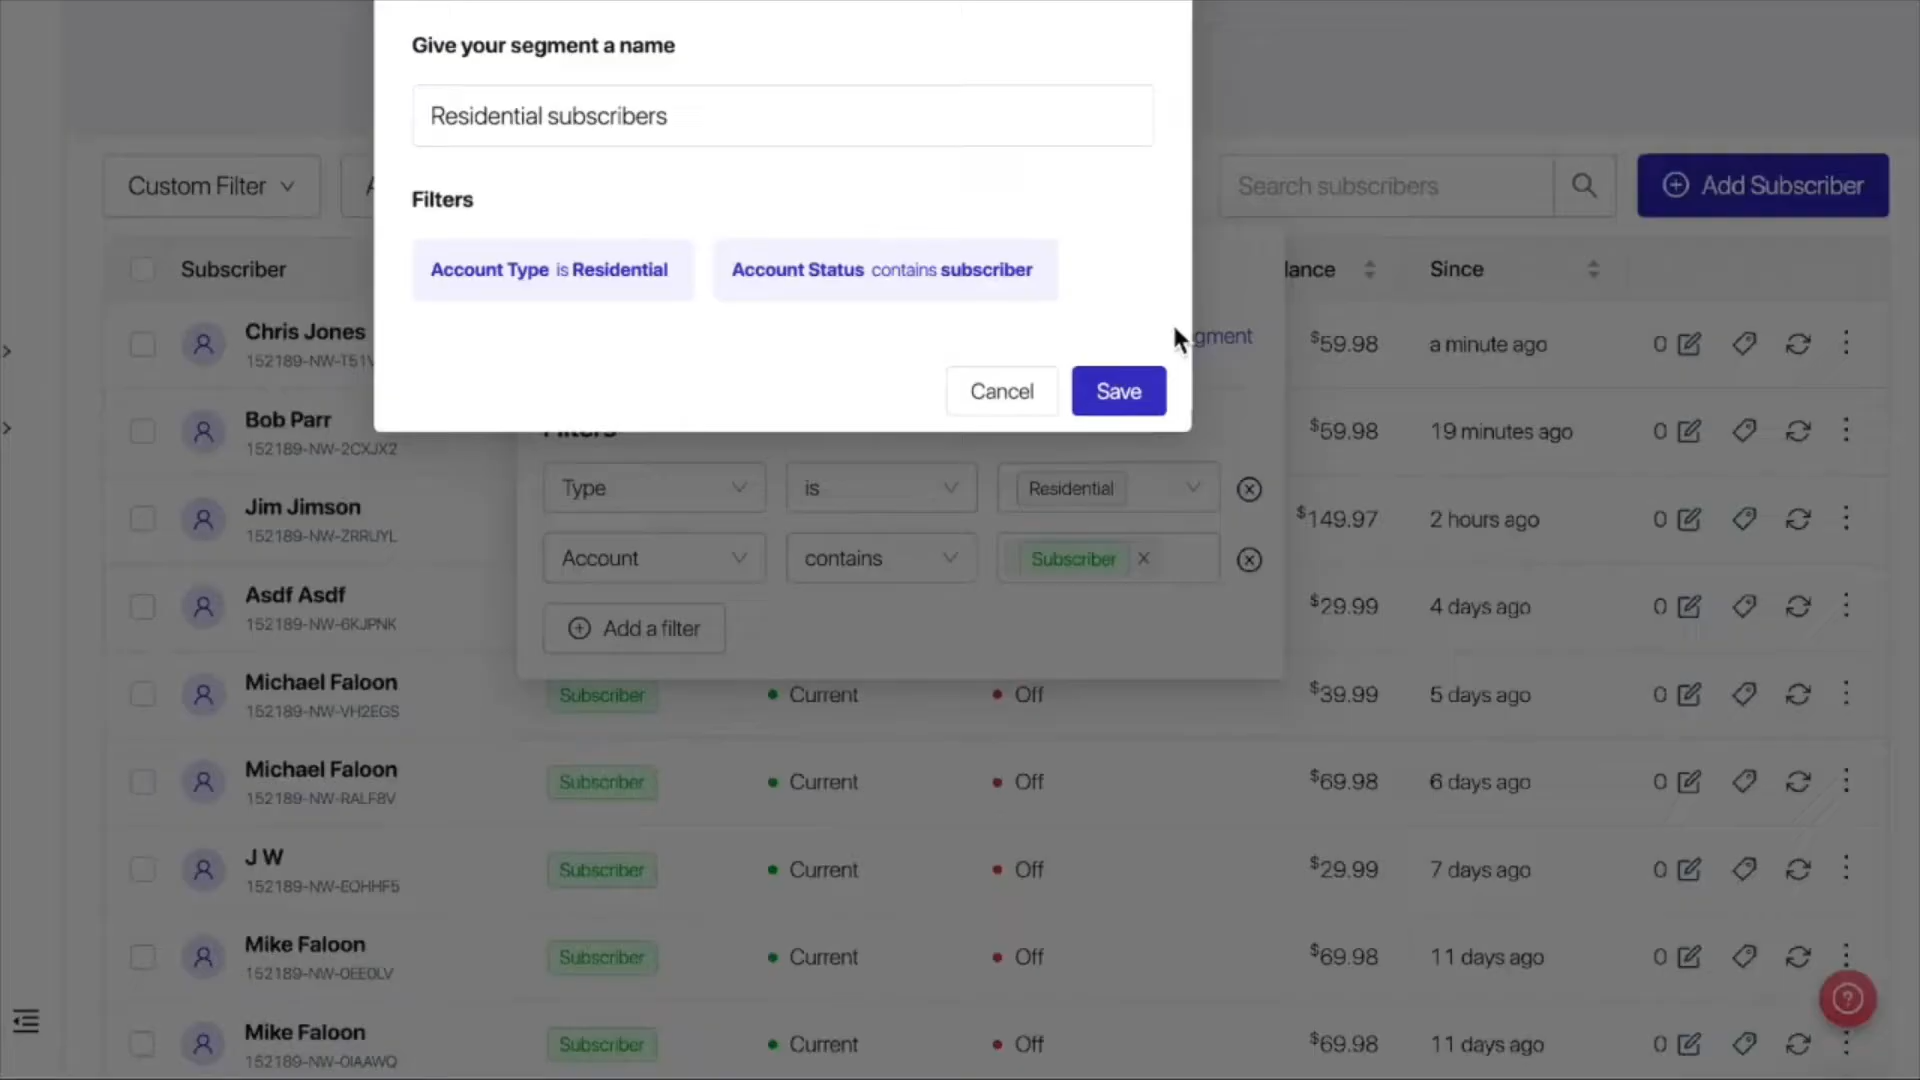 Give your segment a name
Residential subscribers
Custom Filter
Search subscribers
Add Subscriber
Filters
Account Type is Residential
Account Status contains subscriber
Cancel
Save
gment
Subscriber
lance
Since
Chris Jones
$59.98
a minute ago
0
Bob Parr
152189-NW-2CXJX2
$59.98
19 minutes ago
0
Filters
Type
is
Residential
Account
contains
Subscriber
Add a filter
Jim Jimson
152189-NW-ZRRUYL
$149.97
2 hours ago
0
Asdf Asdf
152189-NW-6KJPNK
$29.99
4 days ago
0
Michael Faloon
152189-NW-VH2EGS
Subscriber
Current
Off
$39.99
5 days ago
0
Michael Faloon
152189-NW-RALF8V
Subscriber
Current
Off
$69.98
6 days ago
0
J W
152189-NW-EQHHF5
Subscriber
Current
Off
$29.99
7 days ago
0
Mike Faloon
152189-NW-0EE0LV
Subscriber
Current
Off
$69.98
11 days ago
0
Mike Faloon
152189-NW-0IAAWQ
Subscriber
Current
Off
$69.98
11 days ago
0